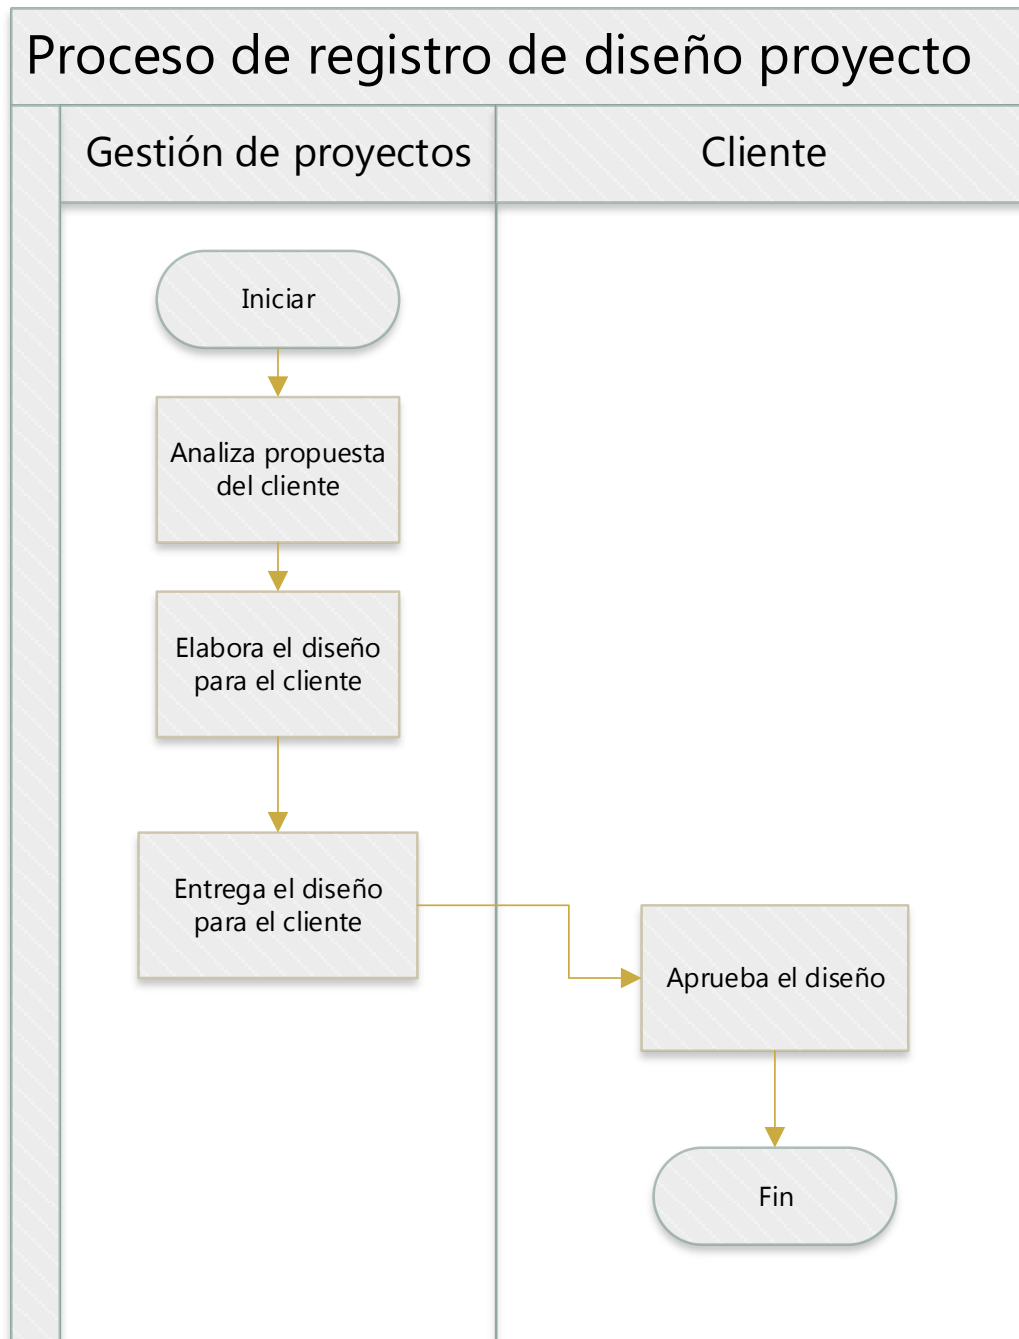 Proceso de registro de diseño proyecto
Gestión de proyectos
Cliente
Iniciar
Analiza propuesta
del cliente
Elabora el diseño
para el cliente
Entrega el diseño
para el cliente
Aprueba el diseño
Fin